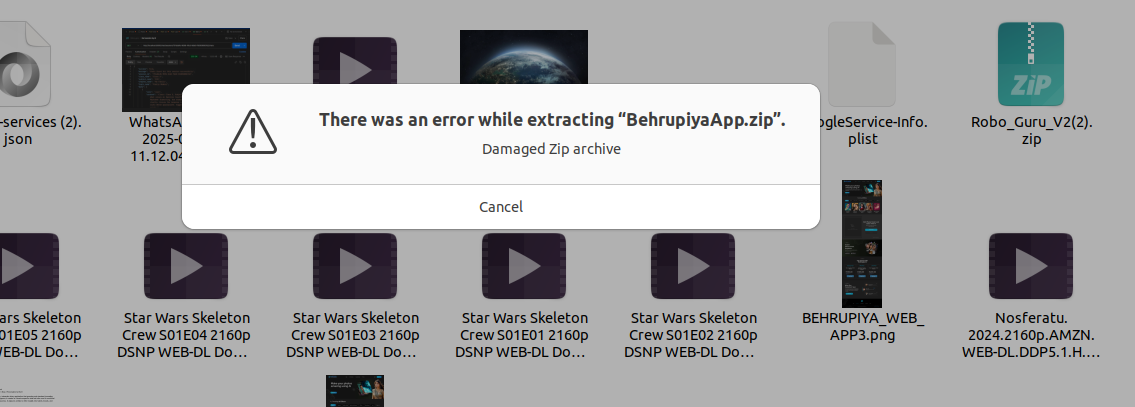 There was an error while extracting “BehrupiyaApp.zip”.
Damaged Zip archive
Cancel
-services (2).
json
WhatsA
2025-0
11.12.04
ogleService-Info.
plist
ZiP
Robo_Guru_V2(2).
zip
ars Skeleton
S01E05 2160p
WEB-DL Do…
Star Wars Skeleton
Crew S01E04 2160p
DSNP WEB-DL Do…
Star Wars Skeleton
Crew S01E03 2160p
DSNP WEB-DL Do…
Star Wars Skeleton
Crew S01E01 2160p
DSNP WEB-DL Do…
Star Wars Skeleton
Crew S01E02 2160p
DSNP WEB-DL Do…
BEHRUPIYA_WEB_
APP3.png
Nosferatu.
2024.2160p.AMZN.
WEB-DL.DDP5.1.H.…